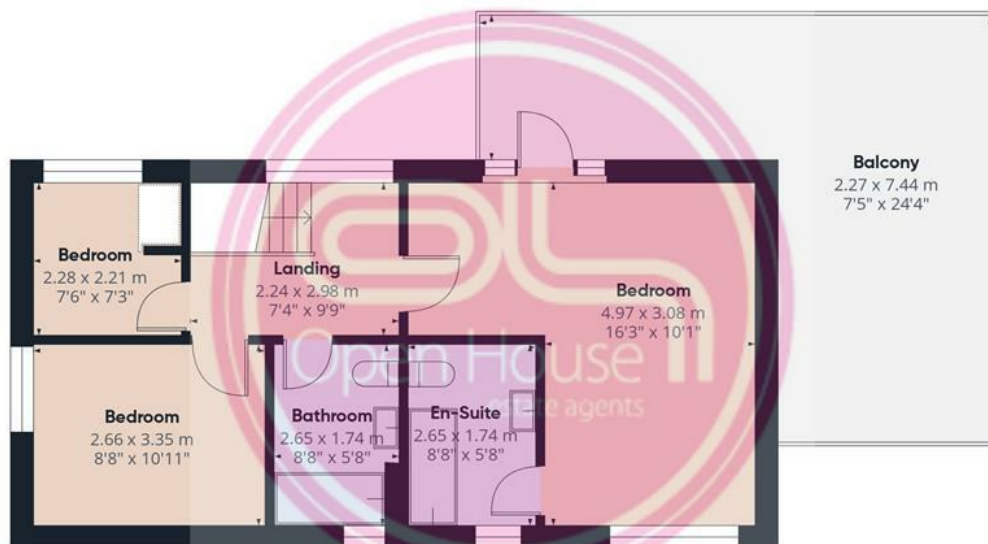 Balcony
2.27 x 7.44 m
7'5" x 24'4"
Bedroom
2.28 x 2.21 m
7'6" x 7'3"
Landing
2.24 x 2.98 m
7'4" x 9'9"
Bedroom
4.97 x 3.08 m
16'3" x 10'1"
Open House
estate agents
Bedroom
2.66 x 3.35 m
8'8" x 10'11"
Bathroom
2.65 x 1.74 m
8'8" x 5'8"
En-Suite
2.65 x 1.74 m
8'8" x 5'8"